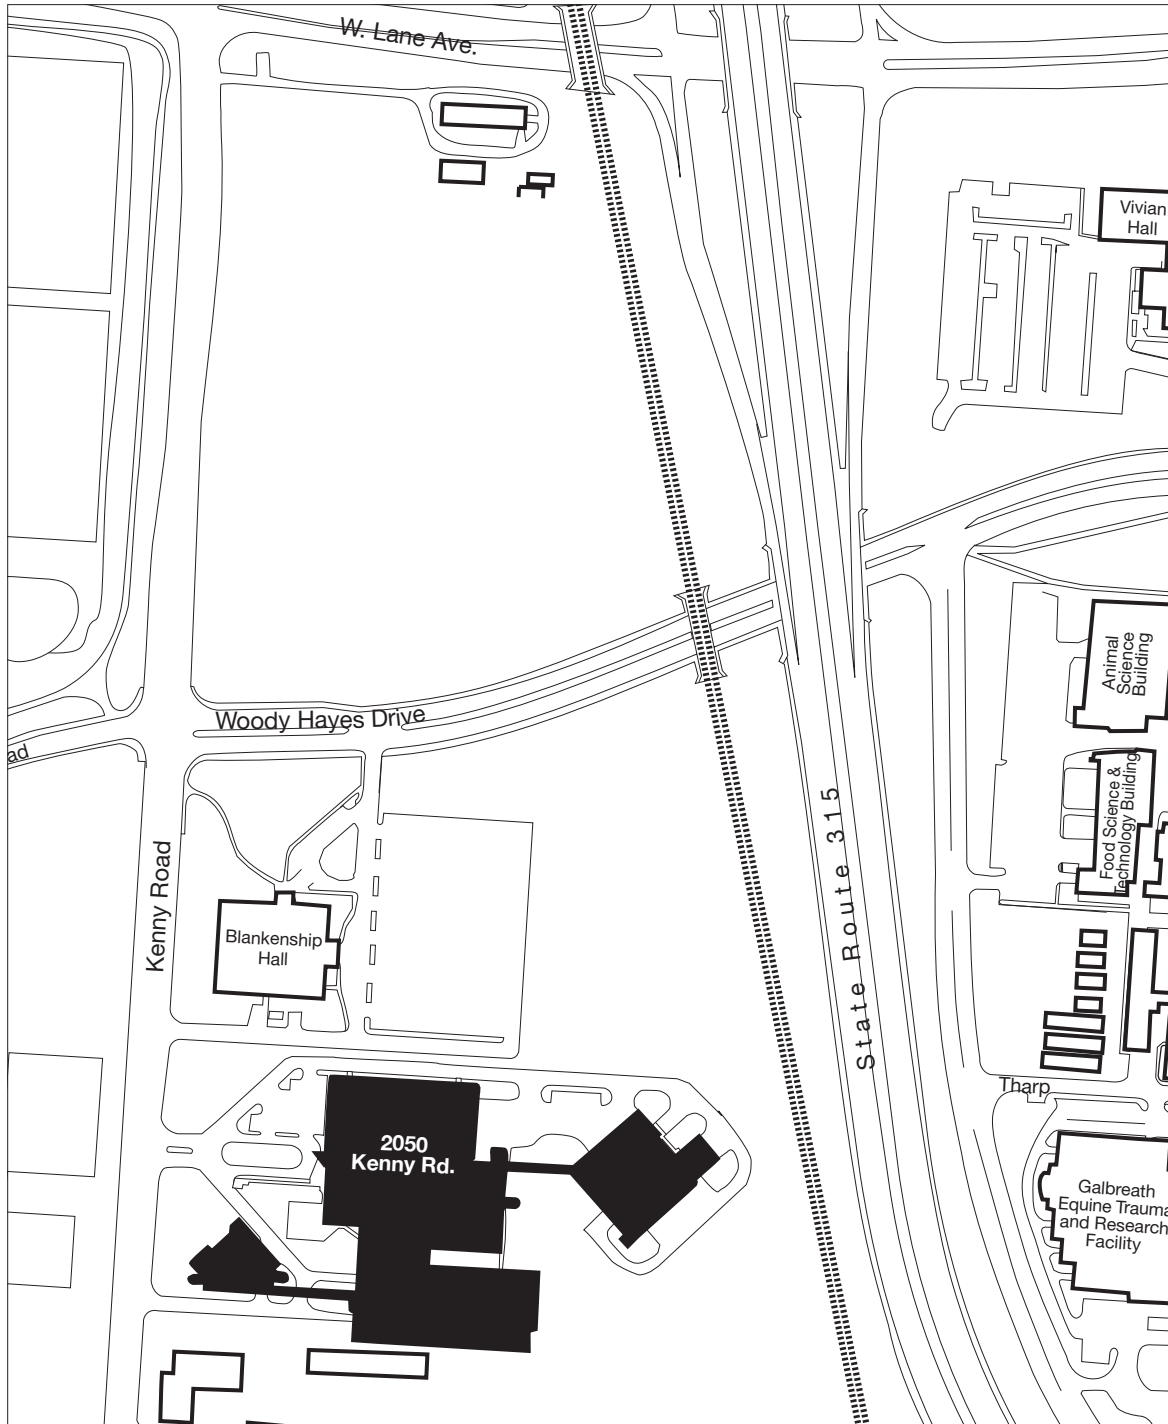 W. Lane Ave.
Vivian
Hall
Animal
Science
Building
Woody Hayes Drive
ad
Food Science &
Technology Building
State Route 315
Kenny Road
Blankenship
Hall
Tharp
2050
Kenny Rd.
Galbreath
Equine Trauma
and Research
Facility